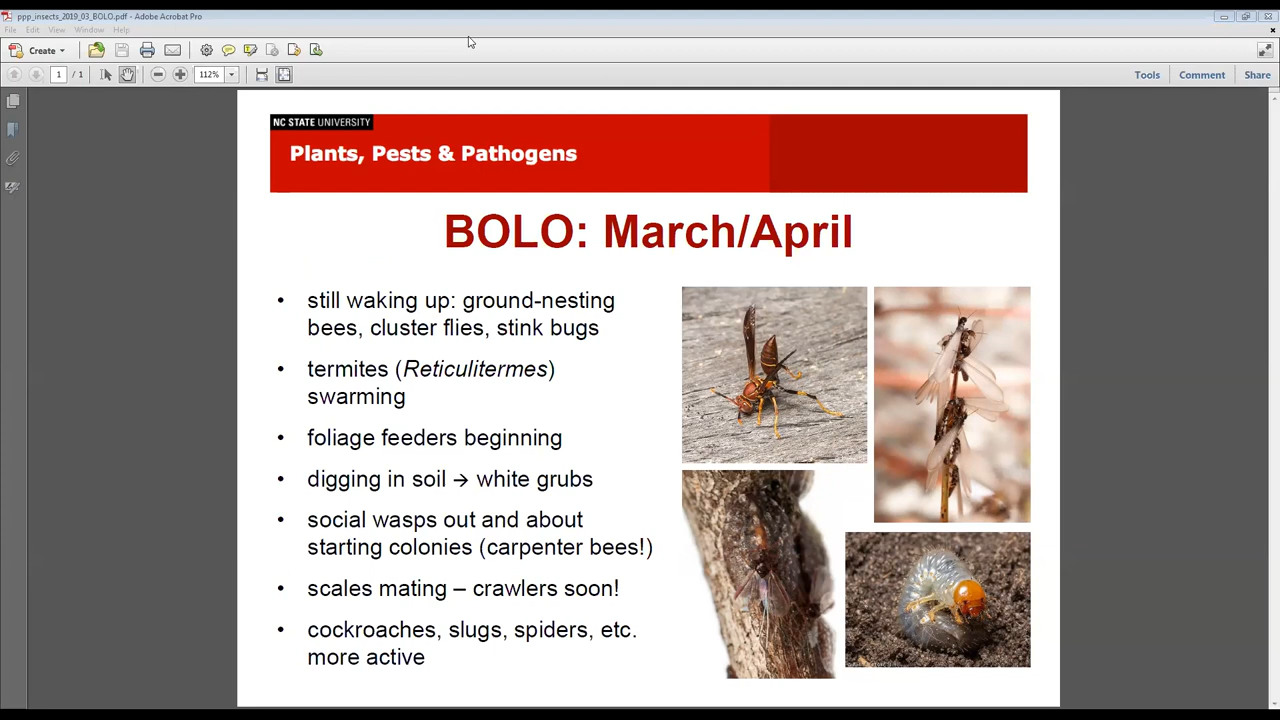 ppp_insects_2019_03_BOLO.pdf - Adobe Acrobat Pro
File Edit View Window Help
Create
1 / 1 112% Tools Comment Share
NC STATE UNIVERSITY
Plants, Pests & Pathogens
BOLO: March/April
• still waking up: ground-nesting
bees, cluster flies, stink bugs
• termites (Reticulitermes)
swarming
• foliage feeders beginning
• digging in soil → white grubs
• social wasps out and about
starting colonies (carpenter bees!)
• scales mating – crawlers soon!
• cockroaches, slugs, spiders, etc.
more active